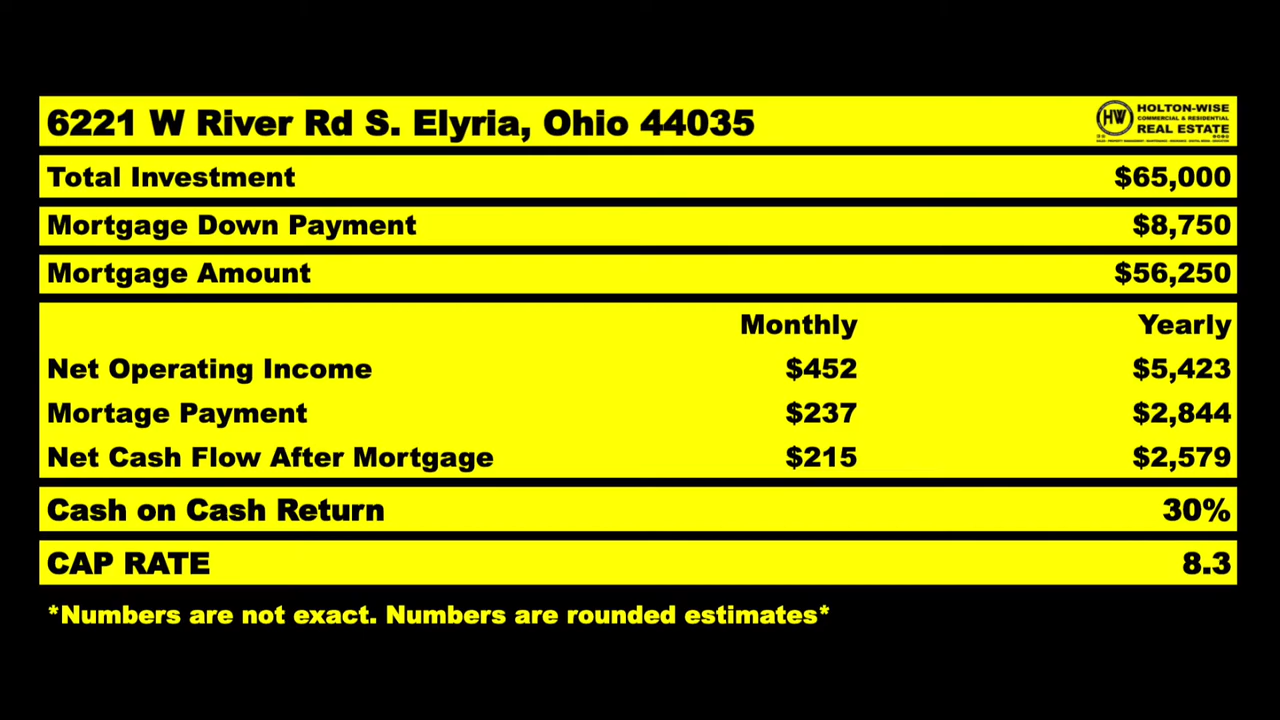 6221 W River Rd S. Elyria, Ohio 44035
HW
HOLTON-WISE
COMMERCIAL & RESIDENTIAL
REAL ESTATE
Total Investment $65,000
Mortgage Down Payment $8,750
Mortgage Amount $56,250
Monthly Yearly
Net Operating Income $452 $5,423
Mortage Payment $237 $2,844
Net Cash Flow After Mortgage $215 $2,579
Cash on Cash Return 30%
CAP RATE 8.3
*Numbers are not exact. Numbers are rounded estimates*